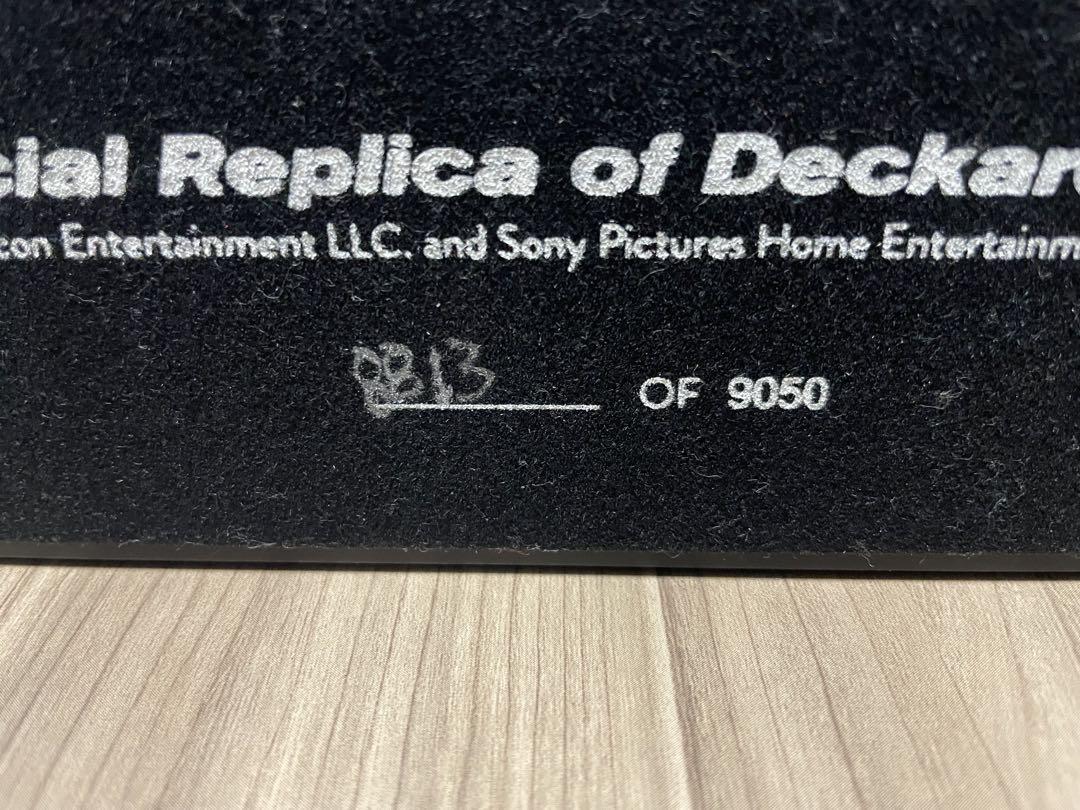 cial Replica of Deckar
con Entertainment LLC. and Sony Pictures Home Entertainm
8813 OF 9050